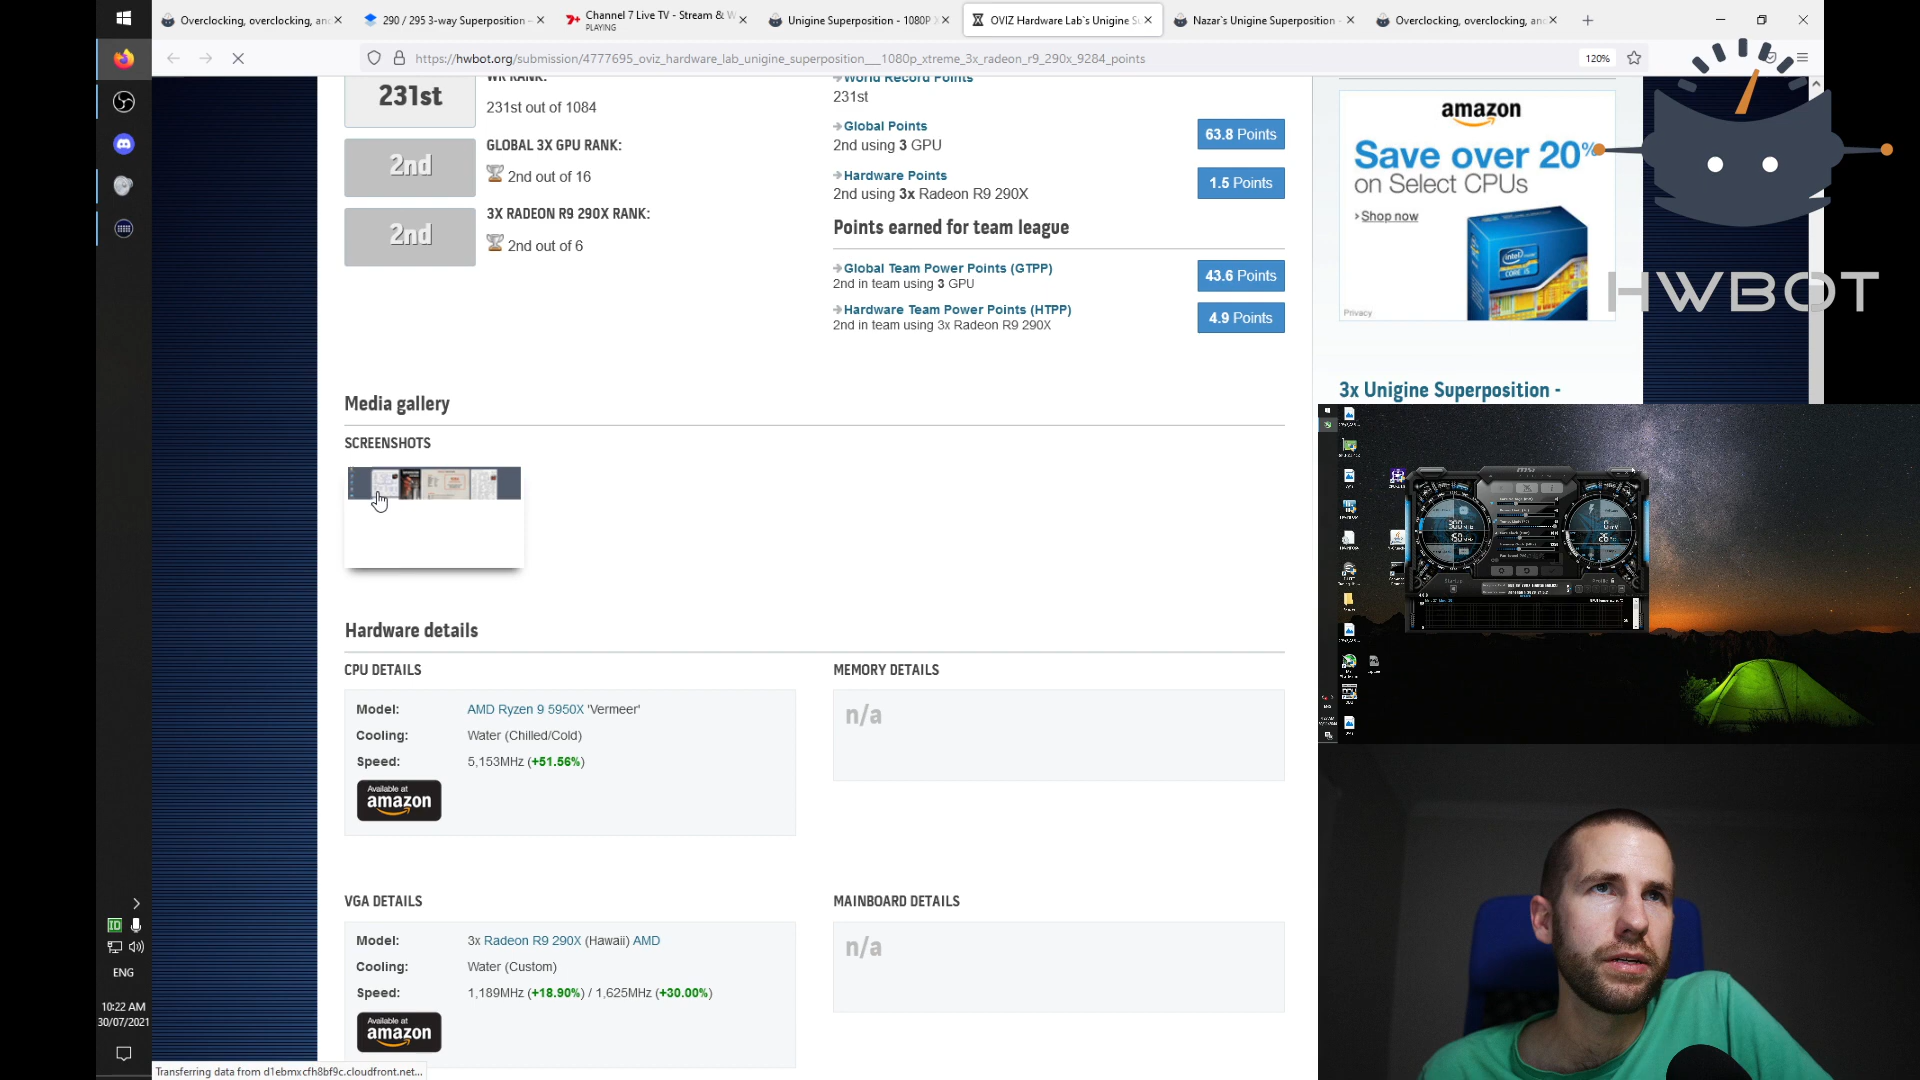 Overclocking, overclocking, and
290 / 295 3-way Superposition -
Channel 7 Live TV - Stream & W
PLAYING
Unigine Superposition - 1080P
OVIZ Hardware Lab`s Unigine Su
Nazar`s Unigine Superposition -
Overclocking, overclocking, and
https://hwbot.org/submission/4777695_oviz_hardware_lab_unigine_superposition___1080p_xtreme_3x_radeon_r9_290x_9284_points
120%
231st
WR RANK:
231st out of 1084
2nd
GLOBAL 3X GPU RANK:
2nd out of 16
2nd
3X RADEON R9 290X RANK:
2nd out of 6
World Record Points
231st
Global Points
2nd using 3 GPU
63.8 Points
Hardware Points
2nd using 3x Radeon R9 290X
1.5 Points
Points earned for team league
Global Team Power Points (GTPP)
2nd in team using 3 GPU
43.6 Points
Hardware Team Power Points (HTPP)
2nd in team using 3x Radeon R9 290X
4.9 Points
amazon
Save over 20%
on Select CPUs
Shop now
intel
CORE i5
Privacy
HWBOT
3x Unigine Superposition -
Media gallery
SCREENSHOTS
Hardware details
CPU DETAILS
Model: AMD Ryzen 9 5950X 'Vermeer'
Cooling: Water (Chilled/Cold)
Speed: 5,153MHz (+51.56%)
Available at
amazon
MEMORY DETAILS
n/a
VGA DETAILS
Model: 3x Radeon R9 290X (Hawaii) AMD
Cooling: Water (Custom)
Speed: 1,189MHz (+18.90%) / 1,625MHz (+30.00%)
Available at
amazon
MAINBOARD DETAILS
n/a
ENG
10:22 AM
30/07/2021
Transferring data from d1ebmxcfh8bf9c.cloudfront.net...